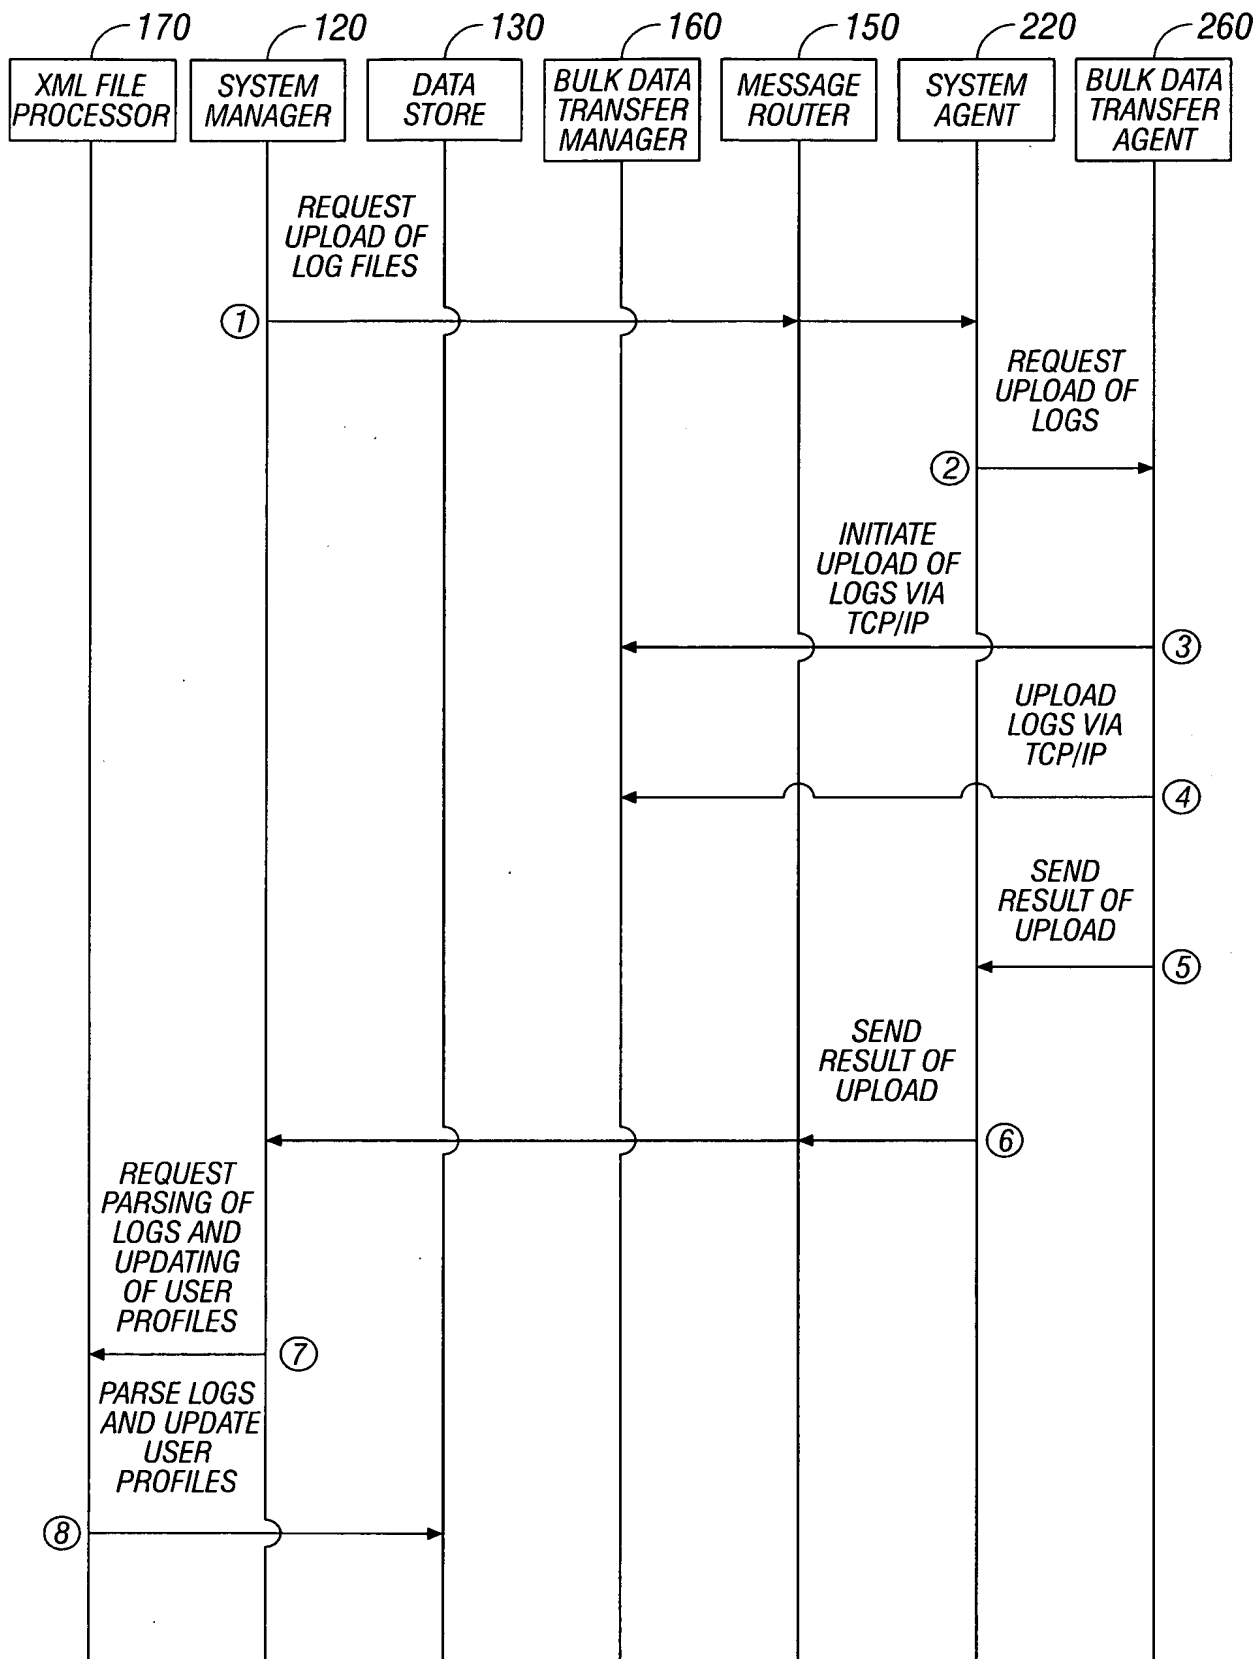 170
120
130
160
150
220
260
XML FILE
PROCESSOR
SYSTEM
MANAGER
DATA
STORE
BULK DATA
TRANSFER
MANAGER
MESSAGE
ROUTER
SYSTEM
AGENT
BULK DATA
TRANSFER
AGENT
REQUEST
UPLOAD OF
LOG FILES
1
REQUEST
UPLOAD OF
LOGS
2
INITIATE
UPLOAD OF
LOGS VIA
TCP/IP
3
UPLOAD
LOGS VIA
TCP/IP
4
SEND
RESULT OF
UPLOAD
5
SEND
RESULT OF
UPLOAD
6
REQUEST
PARSING OF
LOGS AND
UPDATING
OF USER
PROFILES
7
PARSE LOGS
AND UPDATE
USER
PROFILES
8